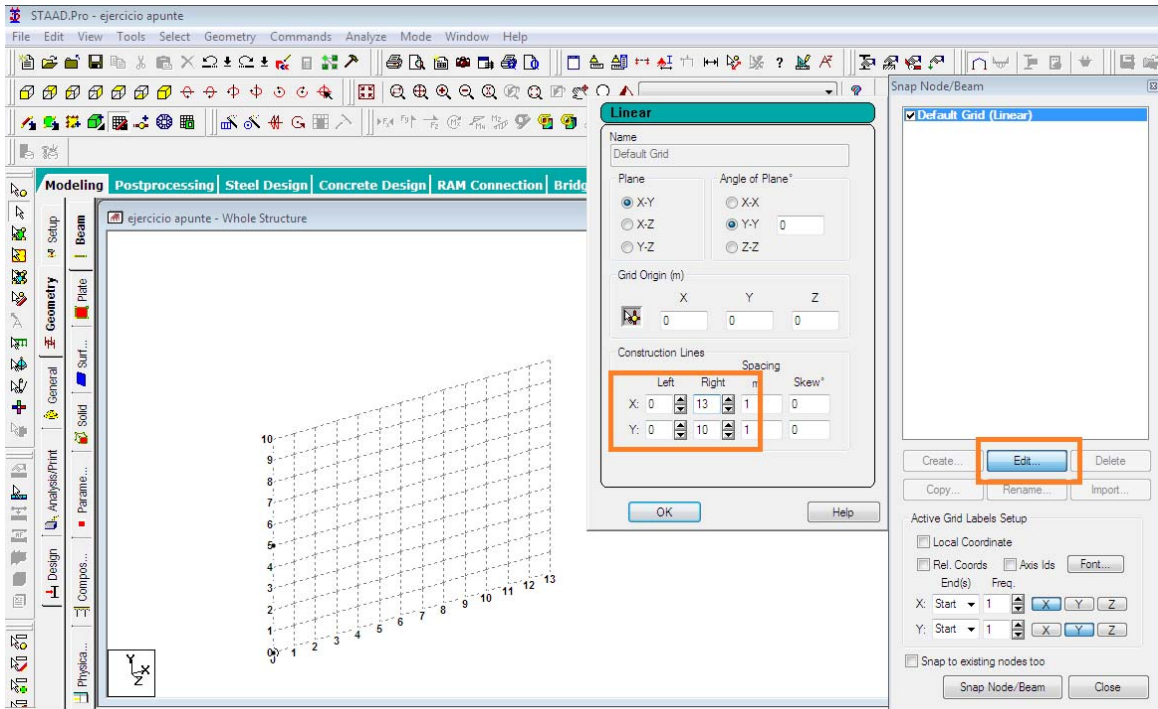 STAAD.Pro - ejercicio apunte
File Edit View Tools Select Geometry Commands Analyze Mode Window Help
Modeling Postprocessing Steel Design Concrete Design RAM Connection Bridg
Setup
Geometry
General
Analysis/Print
Design
Beam
Plate
Surf...
Solid
Parame...
Compos...
Physica...
ejercicio apunte - Whole Structure
10
9
8
7
6
5
4
3
2
1
0
0 1 2 3 4 5 6 7 8 9 10 11 12 13
Y
X
Z
Linear
Name
Default Grid
Plane Angle of Plane°
X-Y X-X
X-Z Y-Y 0
Y-Z Z-Z
Grid Origin (m)
X Y Z
0 0 0
Construction Lines
Spacing
Left Right m Skew°
X: 0 13 1 0
Y: 0 10 1 0
OK Help
Snap Node/Beam
Default Grid (Linear)
Create... Edit... Delete
Copy... Rename... Import...
Active Grid Labels Setup
Local Coordinate
Rel. Coords Axis Ids Font...
End(s) Freq.
X: Start 1 X Y Z
Y: Start 1 X Y Z
Snap to existing nodes too
Snap Node/Beam Close